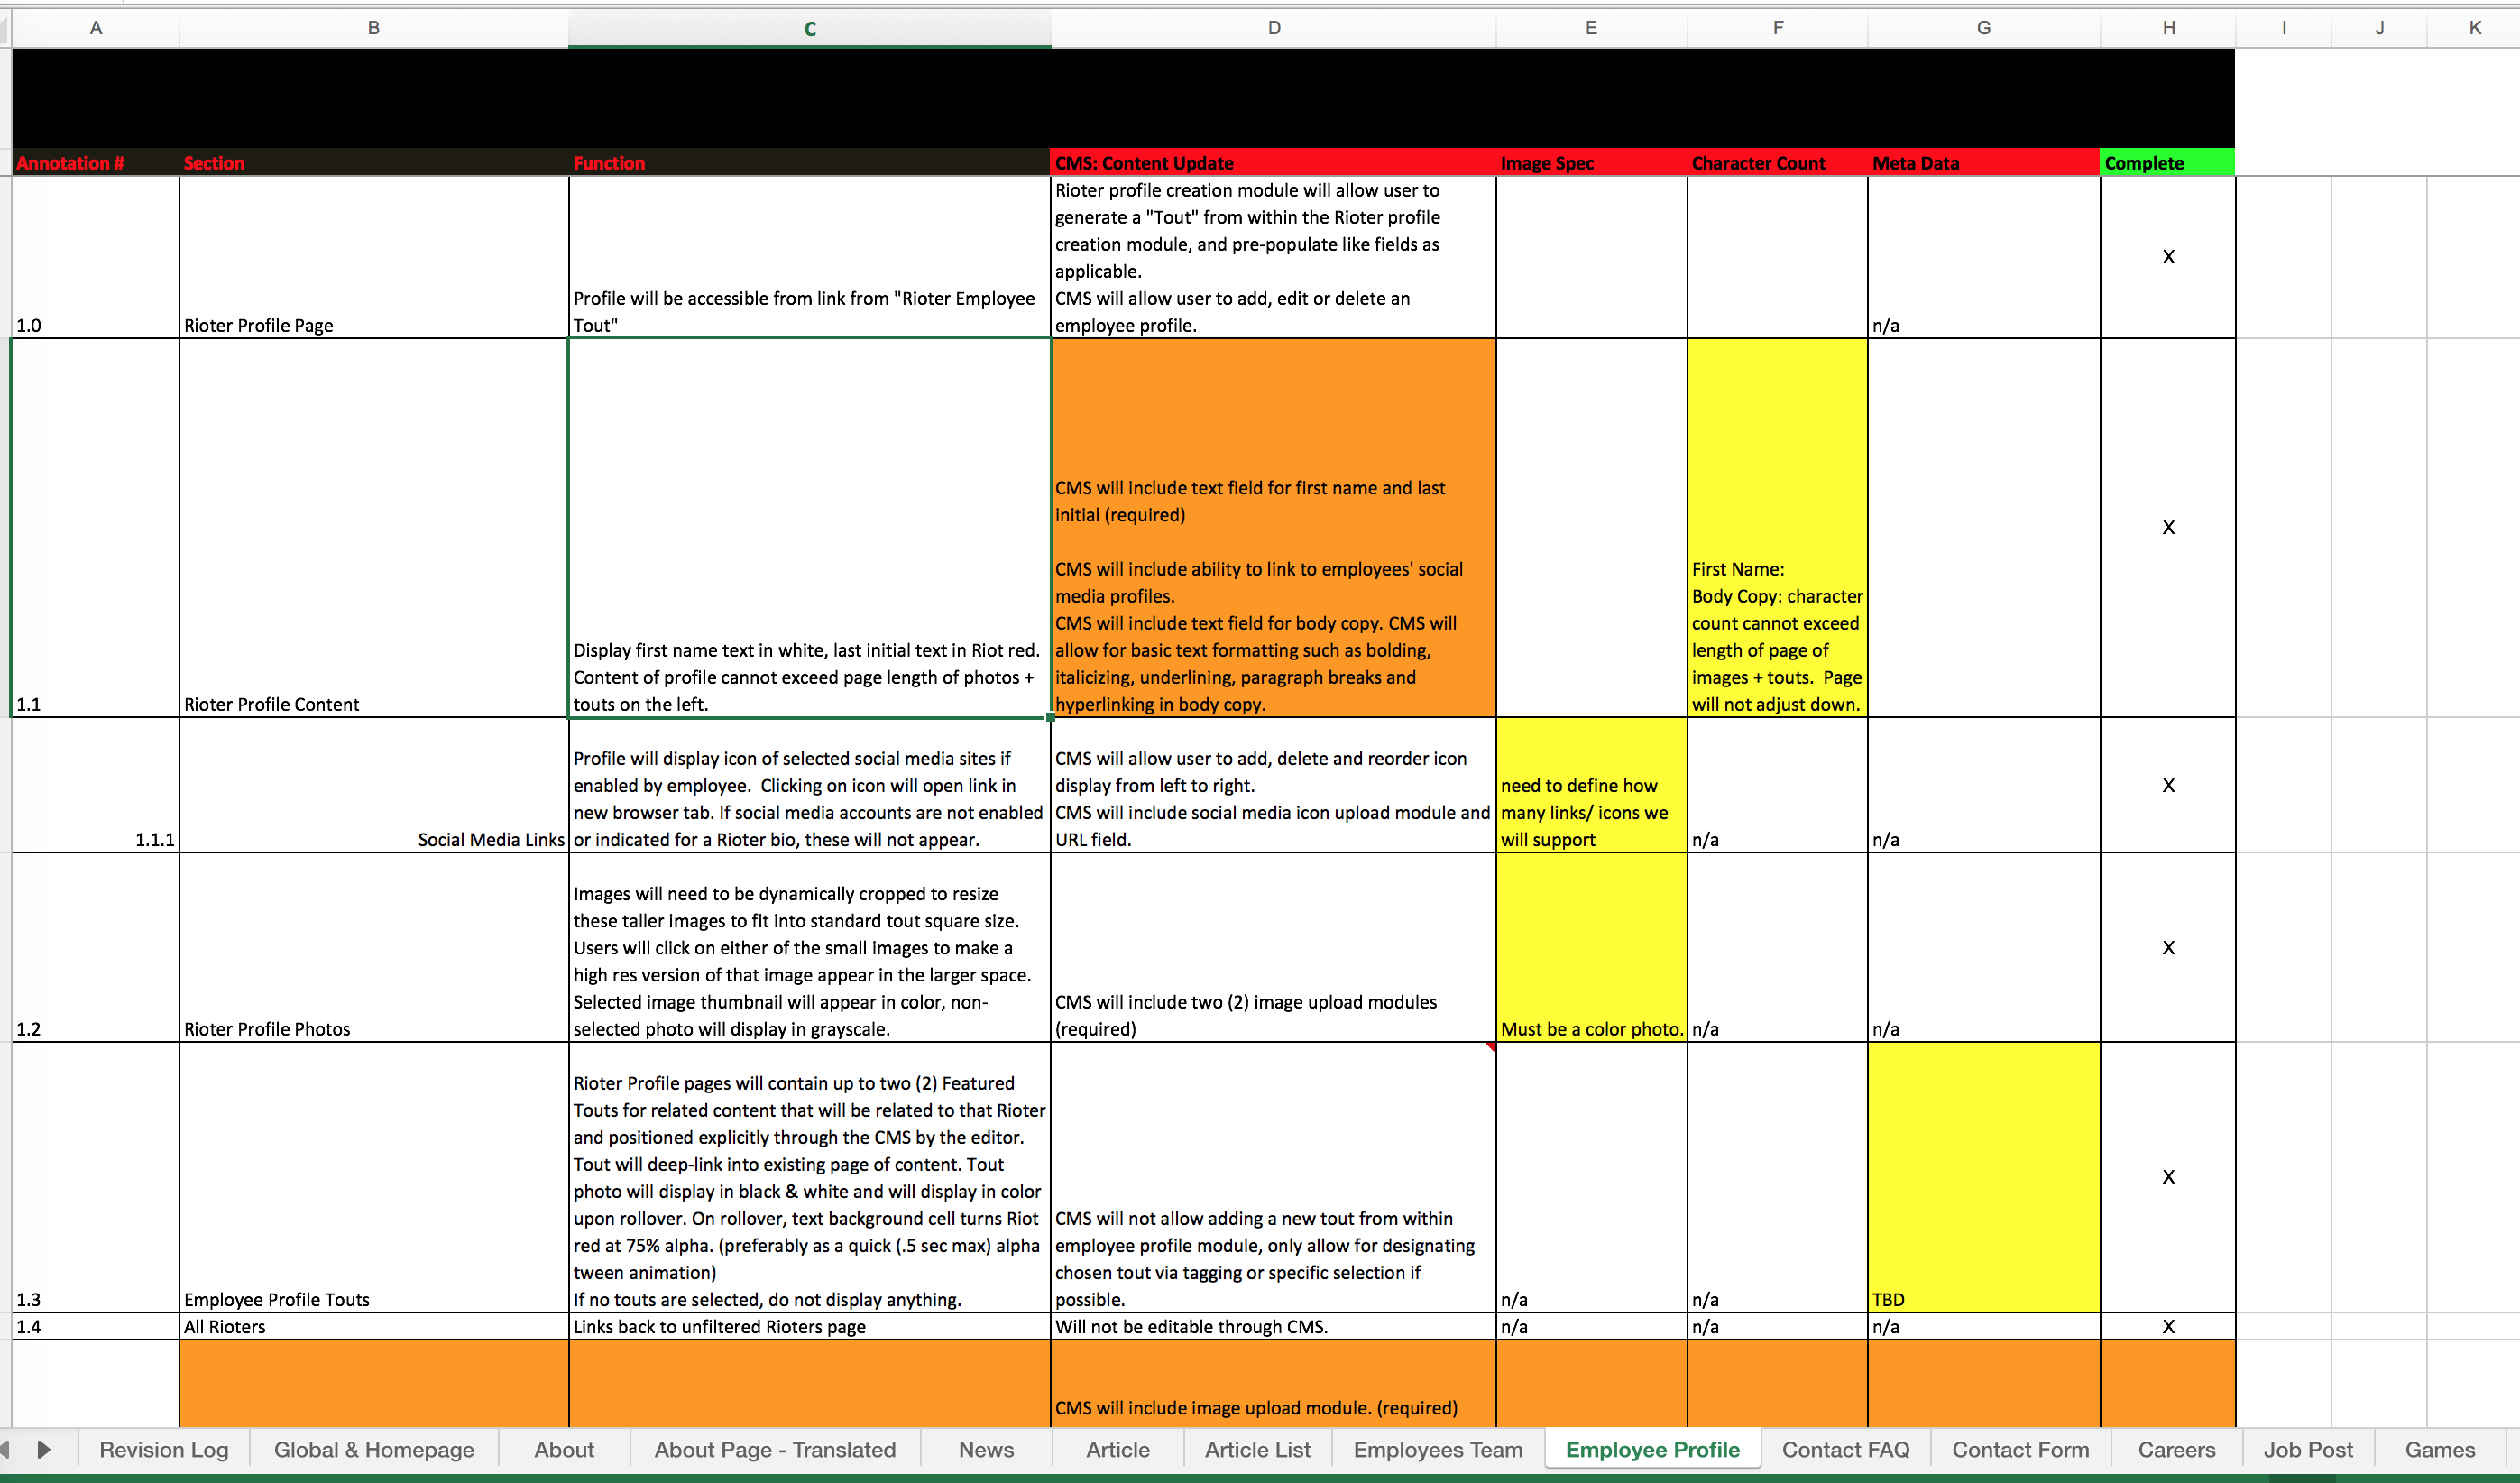 A B C D E F G H I J K
Annotation # Section Function CMS: Content Update Image Spec Character Count Meta Data Complete
1.0
Rioter Profile Page
Profile will be accessible from link from "Rioter Employee
Tout"
Rioter profile creation module will allow user to
generate a "Tout" from within the Rioter profile
creation module, and pre-populate like fields as
applicable.
CMS will allow user to add, edit or delete an
employee profile.
n/a
X
1.1
Rioter Profile Content
Display first name text in white, last initial text in Riot red.
Content of profile cannot exceed page length of photos +
touts on the left.
CMS will include text field for first name and last
initial (required)
CMS will include ability to link to employees' social
media profiles.
CMS will include text field for body copy. CMS will
allow for basic text formatting such as bolding,
italicizing, underlining, paragraph breaks and
hyperlinking in body copy.
First Name:
Body Copy: character
count cannot exceed
length of page of
images + touts. Page
will not adjust down.
X
1.1.1
Social Media Links
Profile will display icon of selected social media sites if
enabled by employee. Clicking on icon will open link in
new browser tab. If social media accounts are not enabled
or indicated for a Rioter bio, these will not appear.
CMS will allow user to add, delete and reorder icon
display from left to right.
CMS will include social media icon upload module and
URL field.
need to define how
many links/ icons we
will support
n/a
n/a
X
1.2
Rioter Profile Photos
Images will need to be dynamically cropped to resize
these taller images to fit into standard tout square size.
Users will click on either of the small images to make a
high res version of that image appear in the larger space.
Selected image thumbnail will appear in color, non-
selected photo will display in grayscale.
CMS will include two (2) image upload modules
(required)
Must be a color photo.
n/a
n/a
X
1.3
Employee Profile Touts
Rioter Profile pages will contain up to two (2) Featured
Touts for related content that will be related to that Rioter
and positioned explicitly through the CMS by the editor.
Tout will deep-link into existing page of content. Tout
photo will display in black & white and will display in color
upon rollover. On rollover, text background cell turns Riot
red at 75% alpha. (preferably as a quick (.5 sec max) alpha
tween animation)
If no touts are selected, do not display anything.
CMS will not allow adding a new tout from within
employee profile module, only allow for designating
chosen tout via tagging or specific selection if
possible.
n/a
n/a
TBD
X
1.4
All Rioters
Links back to unfiltered Rioters page
Will not be editable through CMS.
n/a
n/a
n/a
X
CMS will include image upload module. (required)
Revision Log Global & Homepage About About Page - Translated News Article Article List Employees Team Employee Profile Contact FAQ Contact Form Careers Job Post Games